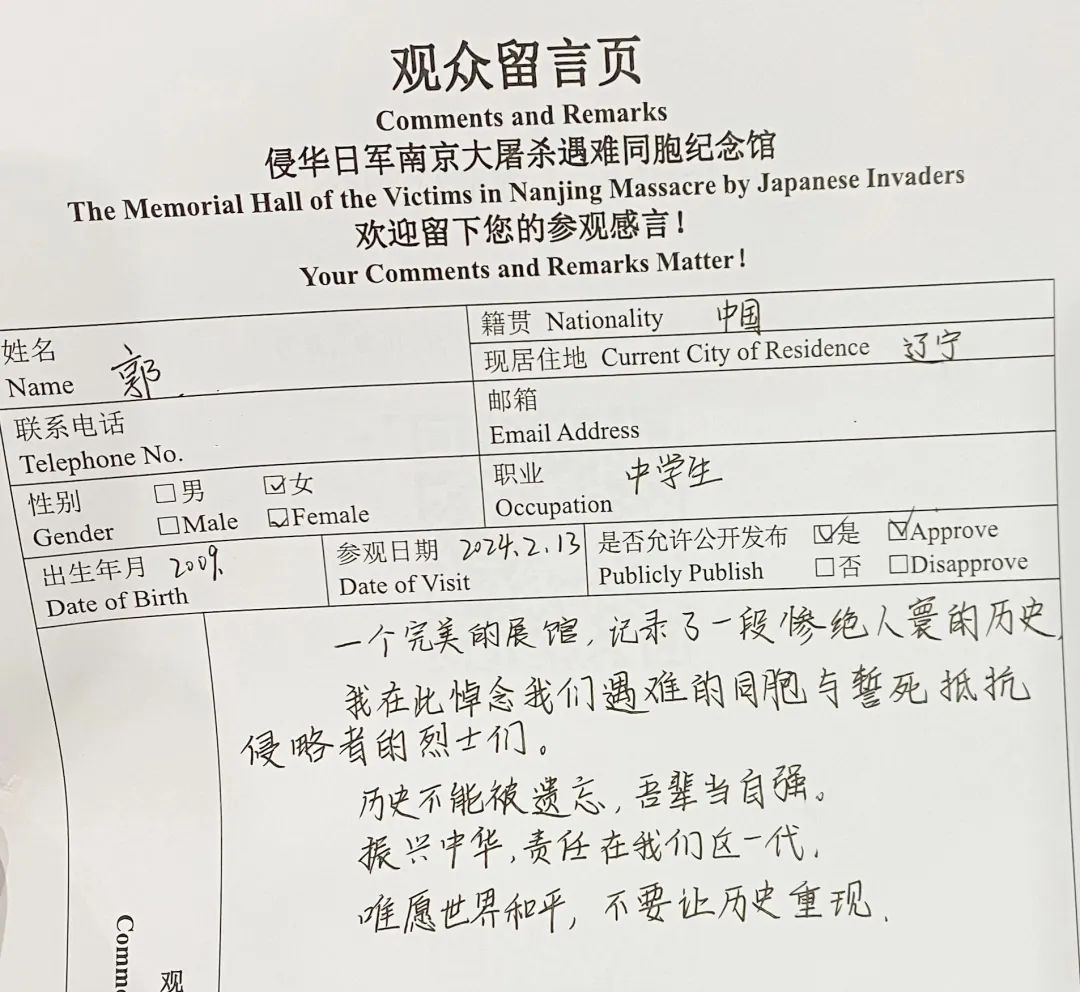 观众留言页
Comments and Remarks
侵华日军南京大屠杀遇难同胞纪念馆
The Memorial Hall of the Victims in Nanjing Massacre by Japanese Invaders
欢迎留下您的参观感言！
Your Comments and Remarks Matter!
姓名
Name 郭
籍贯 Nationality 中国
现居住地 Current City of Residence 辽宁
联系电话
Telephone No.
邮箱
Email Address
性别 □男 ☑女
Gender □Male ☑Female
职业 中学生
Occupation
出生年月 2009.
Date of Birth
参观日期 2024.2.13
Date of Visit
是否允许公开发布 ☑是 ☑Approve
Publicly Publish □否 □Disapprove
一个完美的展馆，记录了一段惨绝人寰的历史，
我在此悼念我们遇难的同胞与誓死抵抗
侵略者的烈士们。
历史不能被遗忘，吾辈当自强。
振兴中华，责任在我们这一代，
唯愿世界和平，不要让历史重现，
观
Comme